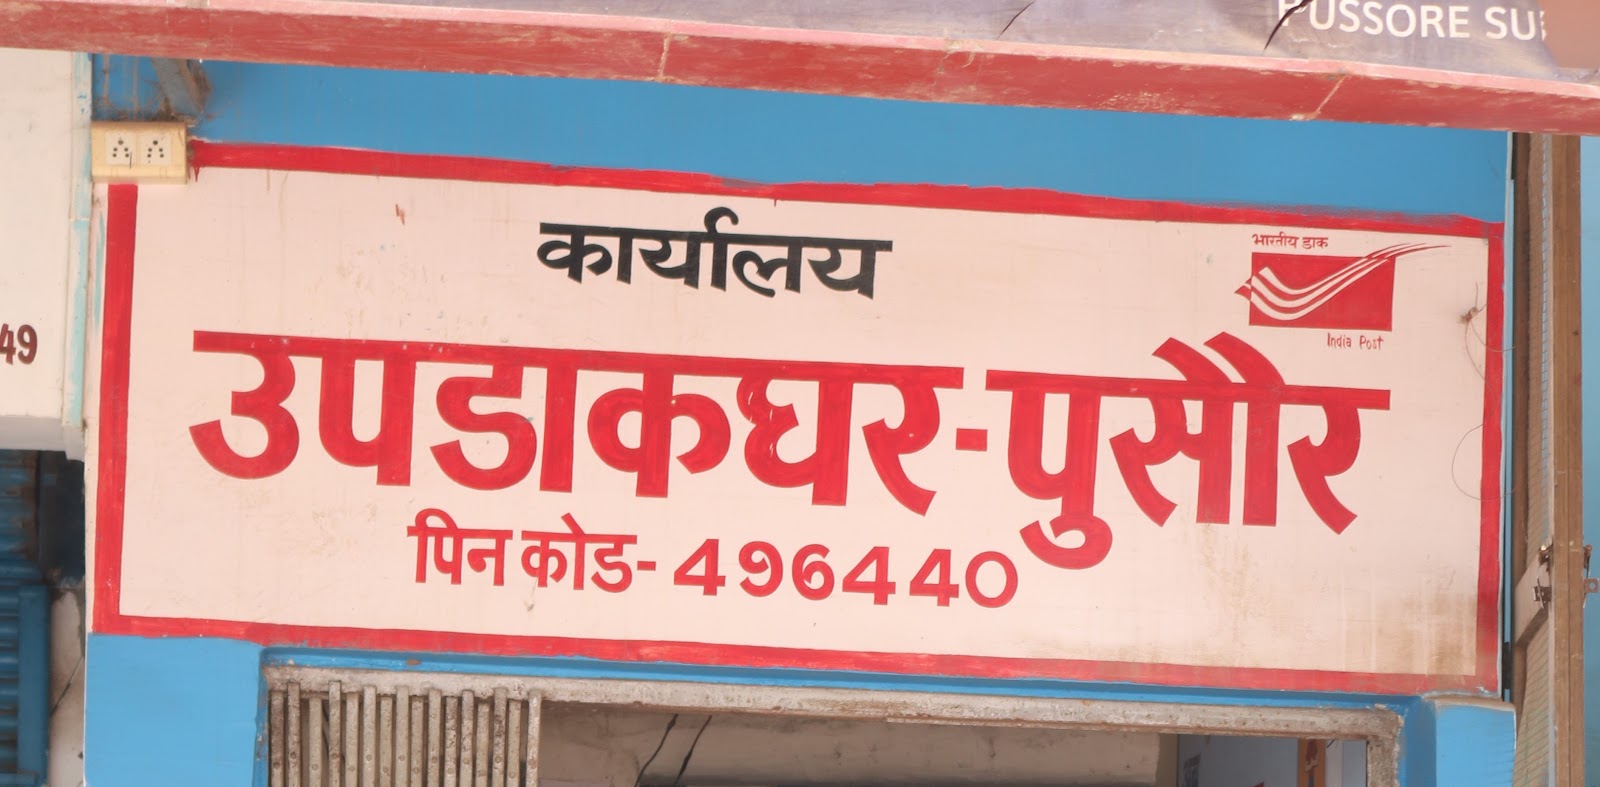 PUSSORE SU
49
कार्यालय
भारतीय डाक
India Post
उपडाकघर-पुसौर
पिन कोड- 496440